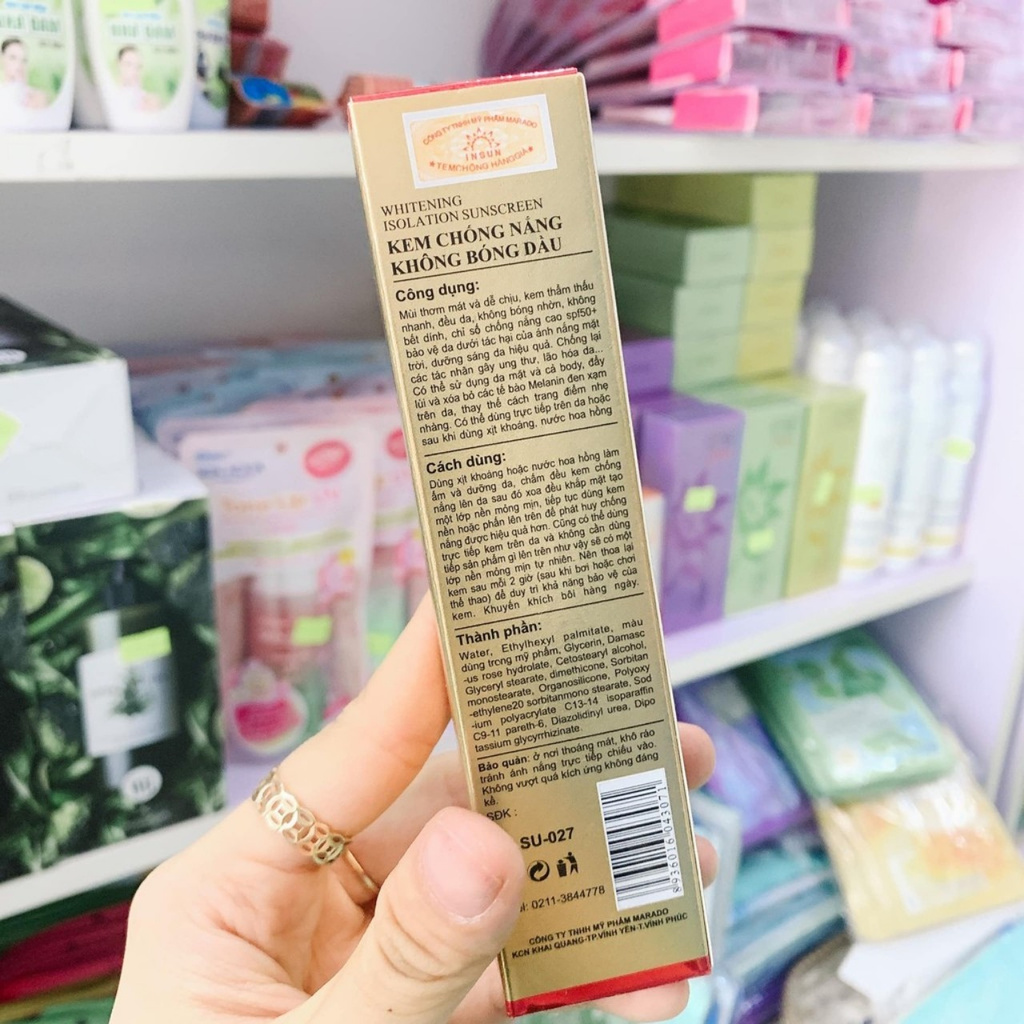 CÔNG TY TNHH MỸ PHẨM MARADO
INSUN
★ TEM CHỐNG HÀNG GIẢ ★
WHITENING
ISOLATION SUNSCREEN
KEM CHỐNG NẮNG
KHÔNG BÓNG DẦU
Công dụng:
Mùi thơm mát và dễ chịu, kem thẩm thấu
nhanh, đều da, không bóng nhờn, không
bết dính, chỉ số chống nắng cao spf50+
bảo vệ da dưới tác hại của ánh nắng mặt
trời, dưỡng sáng da hiệu quả. Chống lại
các tác nhân gây ung thư, lão hóa da...
Có thể sử dụng da mặt và cả body, đẩy
lùi và xóa bỏ các tế bào Melanin đen xạm
trên da, thay thế cách trang điểm nhẹ
nhàng. Có thể dùng trực tiếp trên da hoặc
sau khi dùng xịt khoáng, nước hoa hồng
Cách dùng:
Dùng xịt khoáng hoặc nước hoa hồng làm
ẩm và dưỡng da, chấm đều kem chống
nắng lên da sau đó xoa đều khắp mặt tạo
một lớp nền mỏng mịn, tiếp tục dùng kem
nền hoặc phấn lên trên để phát huy chống
nắng được hiệu quả hơn. Cũng có thể dùng
trực tiếp kem trên da và không cần dùng
tiếp sản phẩm gì lên trên như vậy sẽ có một
lớp nền mỏng mịn tự nhiên. Nên thoa lại
kem sau mỗi 2 giờ (sau khi bơi hoặc chơi
thể thao) để duy trì khả năng bảo vệ của
kem. Khuyến khích bôi hàng ngày.
Thành phần:
Water, Ethylhexyl palmitate, màu
dùng trong mỹ phẩm, Glycerin, Damasc
-us rose hydrolate, Cetostearyl alcohol,
Glyceryl stearate, dimethicone, Sorbitan
monostearate, Organosilicone, Polyoxy
-ethylene20 sorbitanmono stearate, Sod
-ium polyacrylate C13-14 isoparaffin
C9-11 pareth-6, Diazolidinyl urea, Dipo
tassium glycyrrhizinate.
Bảo quản: ở nơi thoáng mát, khô ráo
tránh ánh nắng trực tiếp chiếu vào.
Không vượt quá kích ứng không đáng
kể.
SĐK :
SU-027
8936016043071
0211-3844778
CÔNG TY TNHH MỸ PHẨM MARADO
KCN KHAI QUANG-TP.VĨNH YÊN-T.VĨNH PHÚC